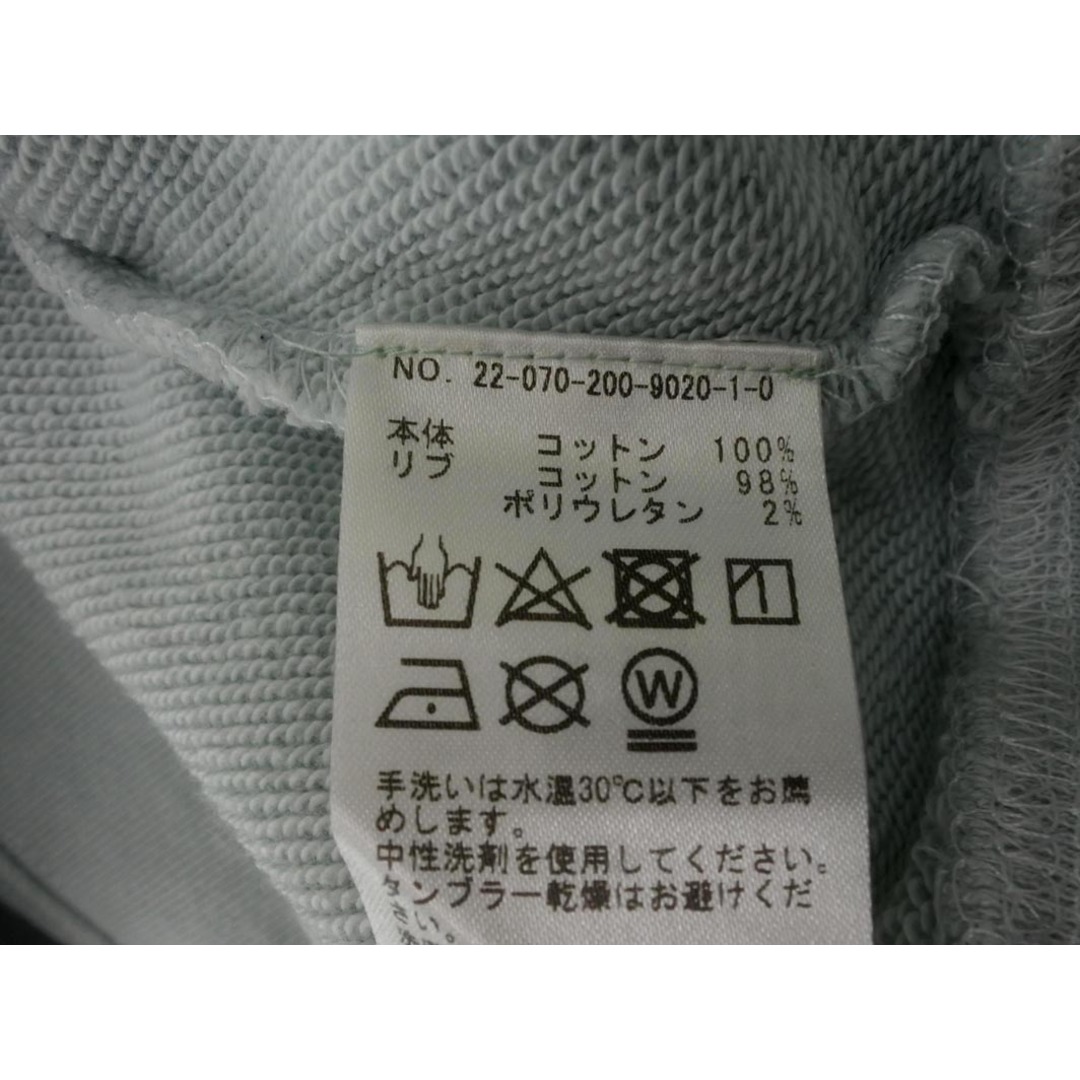 NO. 22-070-200-9020-1-0
本体 コットン 100%
リブ コットン 98%
ポリウレタン 2%
W
手洗いは水温30℃以下をお薦
めします。
中性洗剤を使用してください。
タンブラー乾燥はお避けくだ
さい。